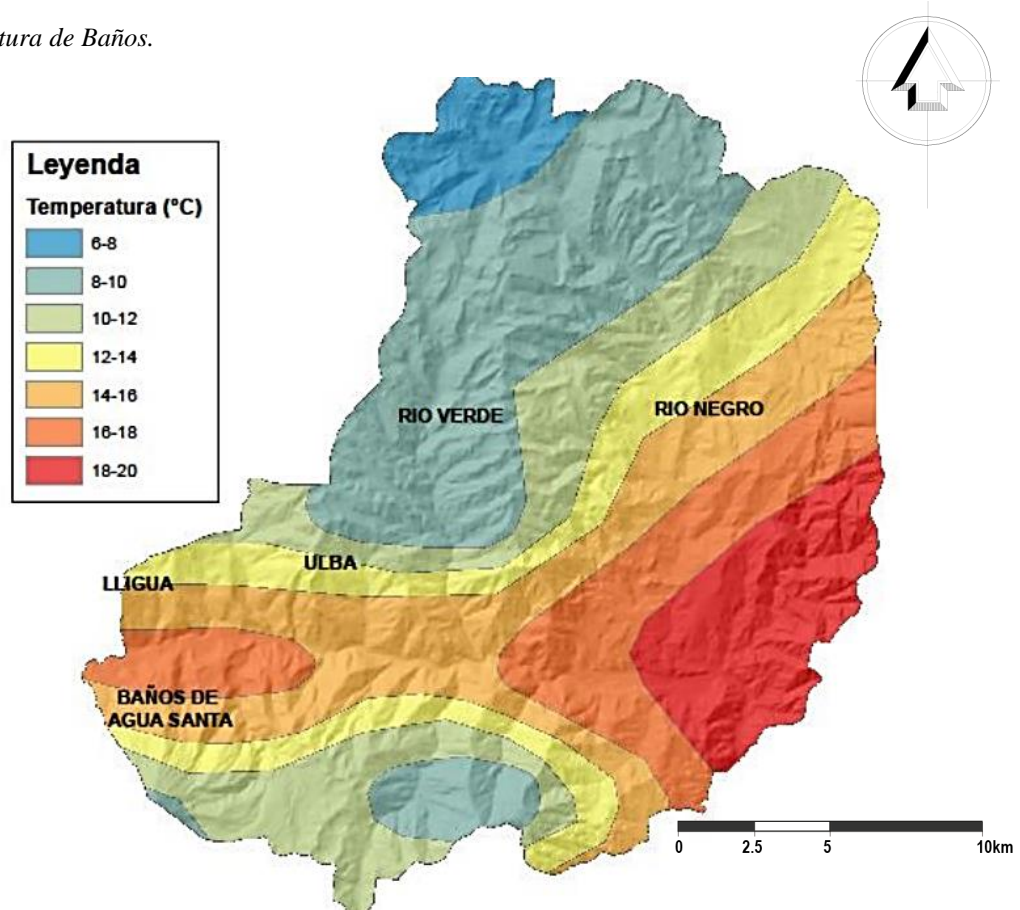 tura de Baños.
Leyenda
Temperatura (°C)
6-8
8-10
10-12
12-14
14-16
16-18
18-20
RIO VERDE
RIO NEGRO
ULBA
LLIGUA
BAÑOS DE
AGUA SANTA
0 2.5 5 10km